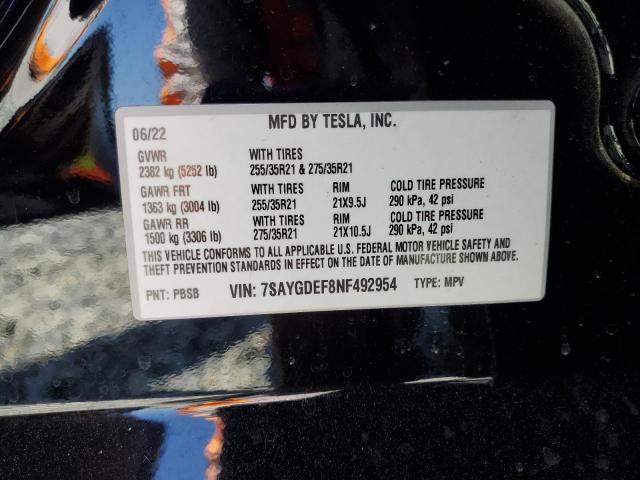 06/22 MFD BY TESLA, INC.
GVWR WITH TIRES
2382 kg (5252 lb) 255/35R21 & 275/35R21
GAWR FRT WITH TIRES RIM COLD TIRE PRESSURE
1363 kg (3004 lb) 255/35R21 21X9.5J 290 kPa, 42 psi
GAWR RR WITH TIRES RIM COLD TIRE PRESSURE
1500 kg (3306 lb) 275/35R21 21X10.5J 290 kPa, 42 psi
THIS VEHICLE CONFORMS TO ALL APPLICABLE U.S. FEDERAL MOTOR VEHICLE SAFETY AND
THEFT PREVENTION STANDARDS IN EFFECT ON THE DATE OF MANUFACTURE SHOWN ABOVE.
PNT: PBSB VIN: 7SAYGDEF8NF492954 TYPE: MPV